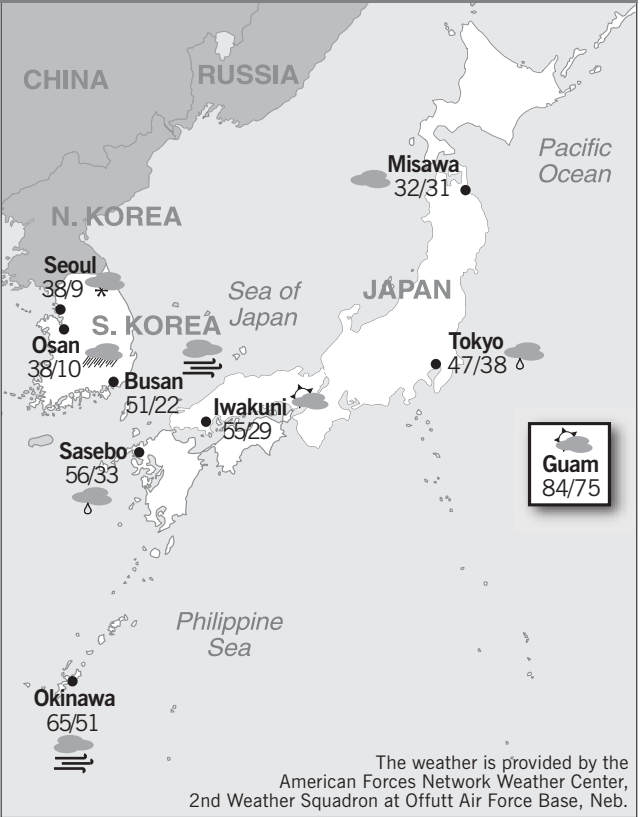 CHINA
RUSSIA
Pacific
Ocean
Misawa
32/31
N. KOREA
Seoul
38/9
Sea of
Japan
JAPAN
S. KOREA
Osan
38/10
Tokyo
47/38
Busan
51/22
Iwakuni
55/29
Sasebo
56/33
Guam
84/75
Philippine
Sea
Okinawa
65/51
The weather is provided by the
American Forces Network Weather Center,
2nd Weather Squadron at Offutt Air Force Base, Neb.